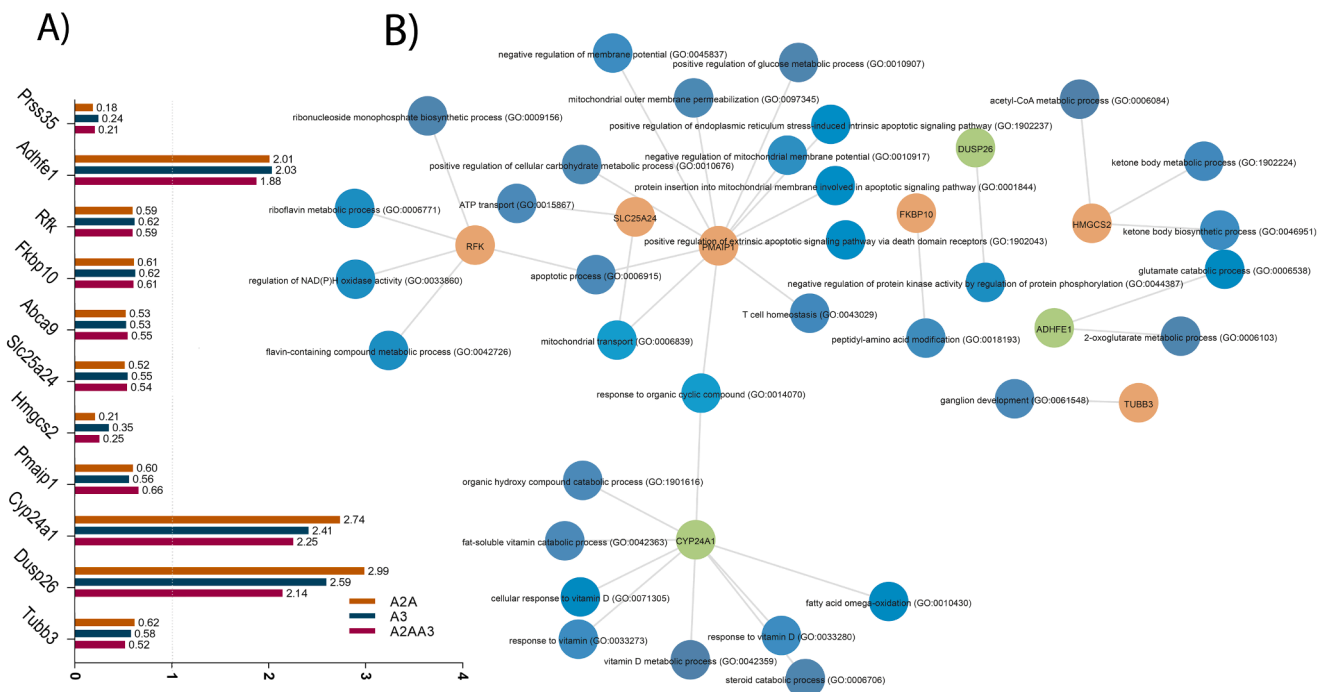 A)
Prss35
0.18
0.24
0.21
Adhfe1
2.01
2.03
1.88
Rfk
0.59
0.62
0.59
Fkbp10
0.61
0.62
0.61
Abca9
0.53
0.53
0.55
Slc25a24
0.52
0.55
0.54
Hmgcs2
0.21
0.35
0.25
Pmaip1
0.60
0.56
0.66
Cyp24a1
2.74
2.41
2.25
Dusp26
2.99
2.59
2.14
Tubb3
0.62
0.58
0.52
A2A
A3
A2AA3
0 1 2 3 4
B)
negative regulation of membrane potential (GO:0045837)
positive regulation of glucose metabolic process (GO:0010907)
mitochondrial outer membrane permeabilization (GO:0097345)
acetyl-CoA metabolic process (GO:0006084)
ribonucleoside monophosphate biosynthetic process (GO:0009156)
positive regulation of endoplasmic reticulum stress-induced intrinsic apoptotic signaling pathway (GO:1902237)
DUSP26
negative regulation of mitochondrial membrane potential (GO:0010917)
positive regulation of cellular carbohydrate metabolic process (GO:0010676)
ketone body metabolic process (GO:1902224)
protein insertion into mitochondrial membrane involved in apoptotic signaling pathway (GO:0001844)
ATP transport (GO:0015867)
riboflavin metabolic process (GO:0006771)
SLC25A24
FKBP10
HMGCS2
ketone body biosynthetic process (GO:0046951)
positive regulation of extrinsic apoptotic signaling pathway via death domain receptors (GO:1902043)
RFK
PMAIP1
apoptotic process (GO:0006915)
glutamate catabolic process (GO:0006538)
regulation of NAD(P)H oxidase activity (GO:0033860)
negative regulation of protein kinase activity by regulation of protein phosphorylation (GO:0044387)
T cell homeostasis (GO:0043029)
ADHFE1
mitochondrial transport (GO:0006839)
peptidyl-amino acid modification (GO:0018193)
2-oxoglutarate metabolic process (GO:0006103)
flavin-containing compound metabolic process (GO:0042726)
response to organic cyclic compound (GO:0014070)
ganglion development (GO:0061548)
TUBB3
organic hydroxy compound catabolic process (GO:1901616)
fat-soluble vitamin catabolic process (GO:0042363)
CYP24A1
cellular response to vitamin D (GO:0071305)
fatty acid omega-oxidation (GO:0010430)
response to vitamin (GO:0033273)
response to vitamin D (GO:0033280)
vitamin D metabolic process (GO:0042359)
steroid catabolic process (GO:0006706)